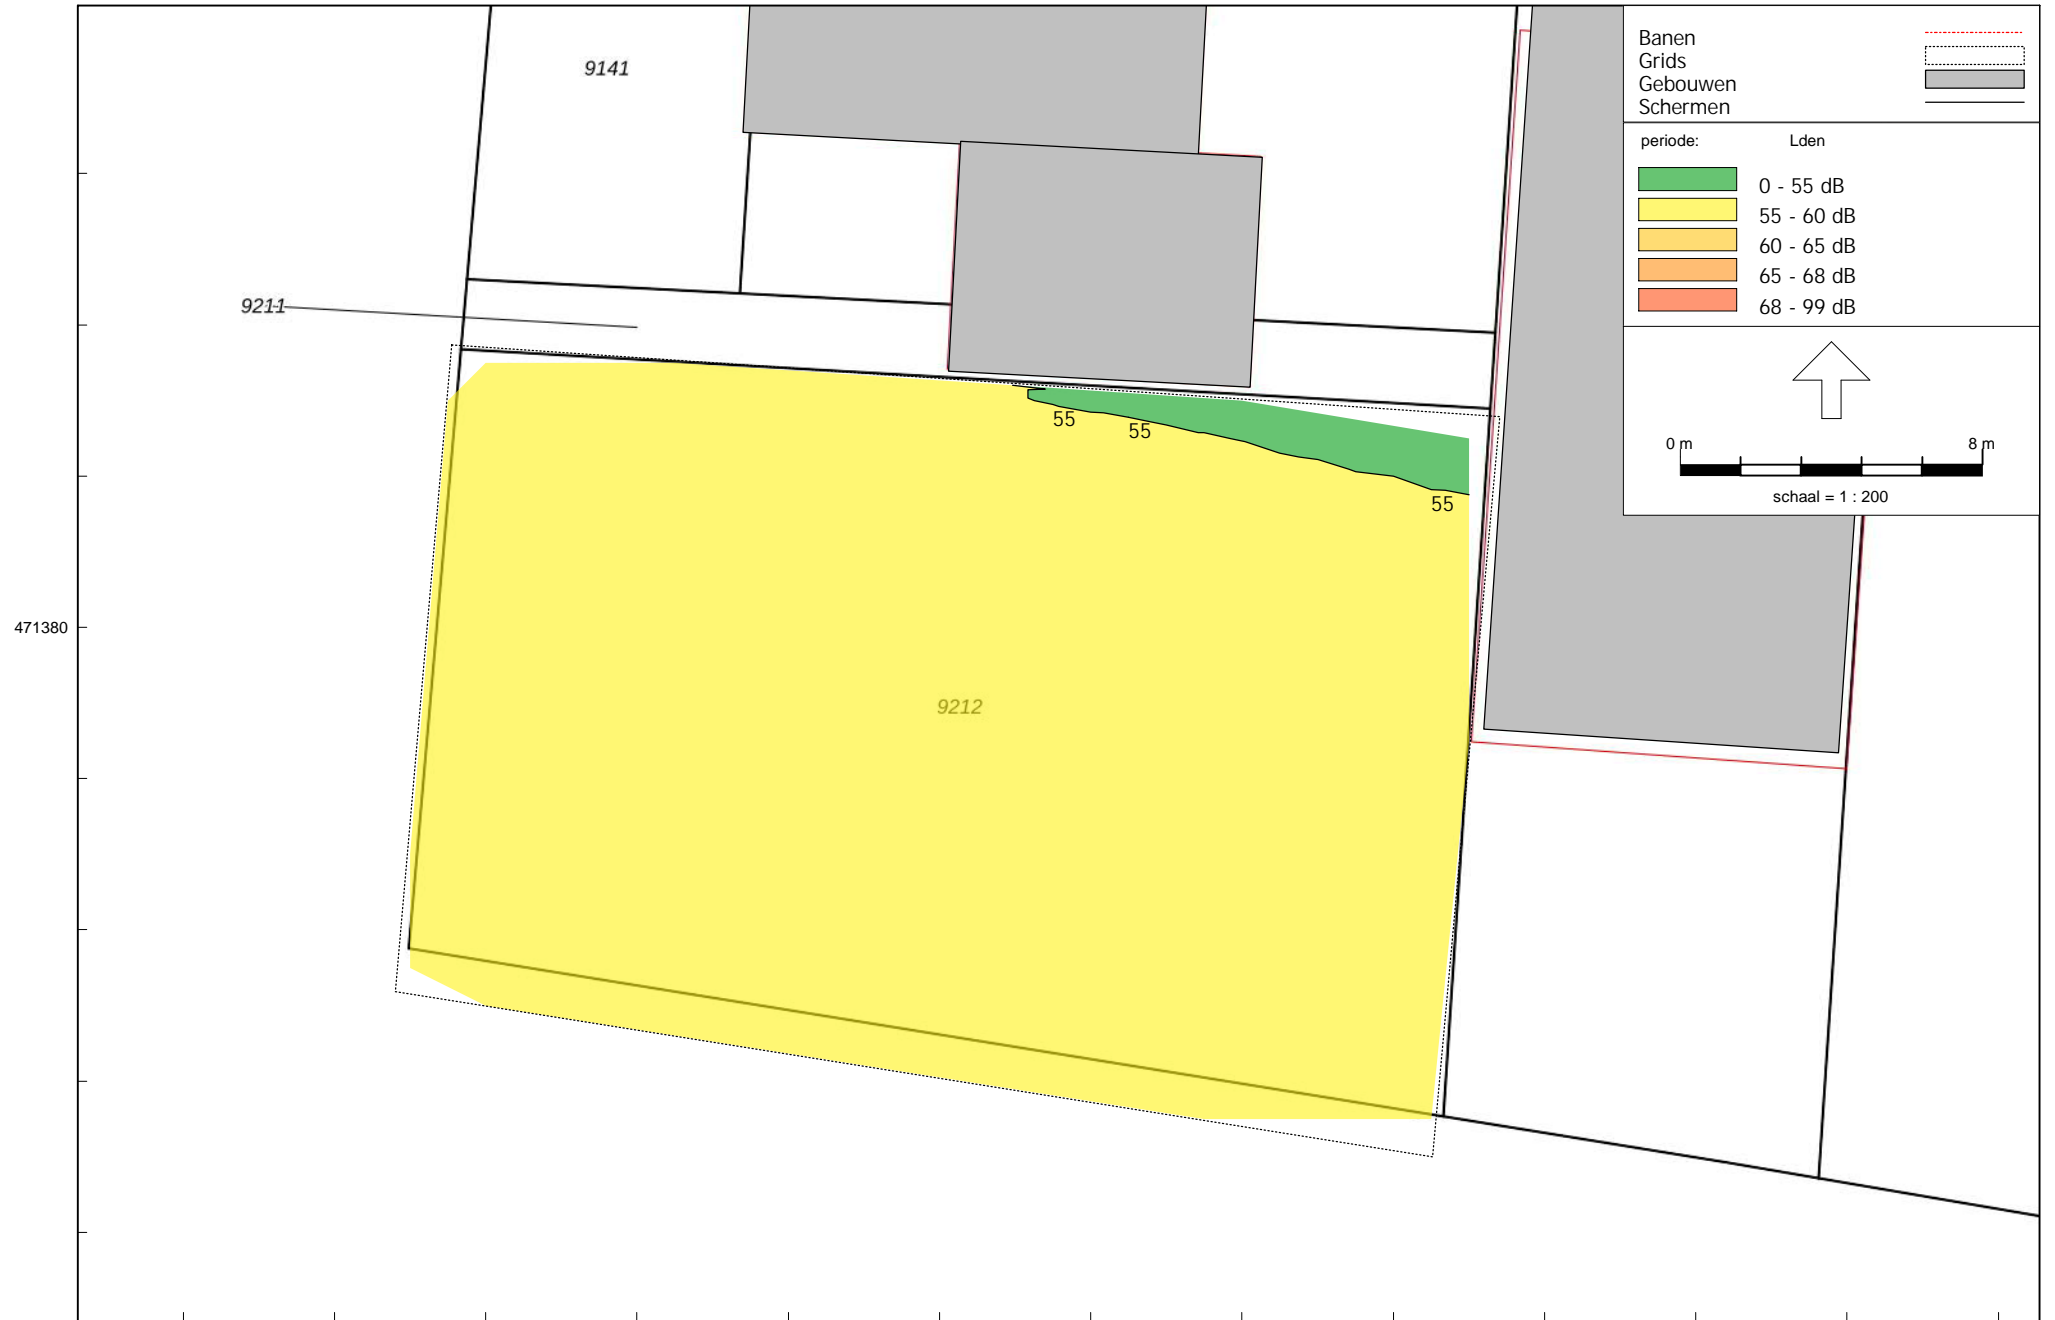 9141
Banen
Grids
Gebouwen
Schermen
periode: Lden
0 - 55 dB
55 - 60 dB
60 - 65 dB
65 - 68 dB
68 - 99 dB
9211
0 m 8 m
schaal = 1 : 200
55
55
55
471380
9212